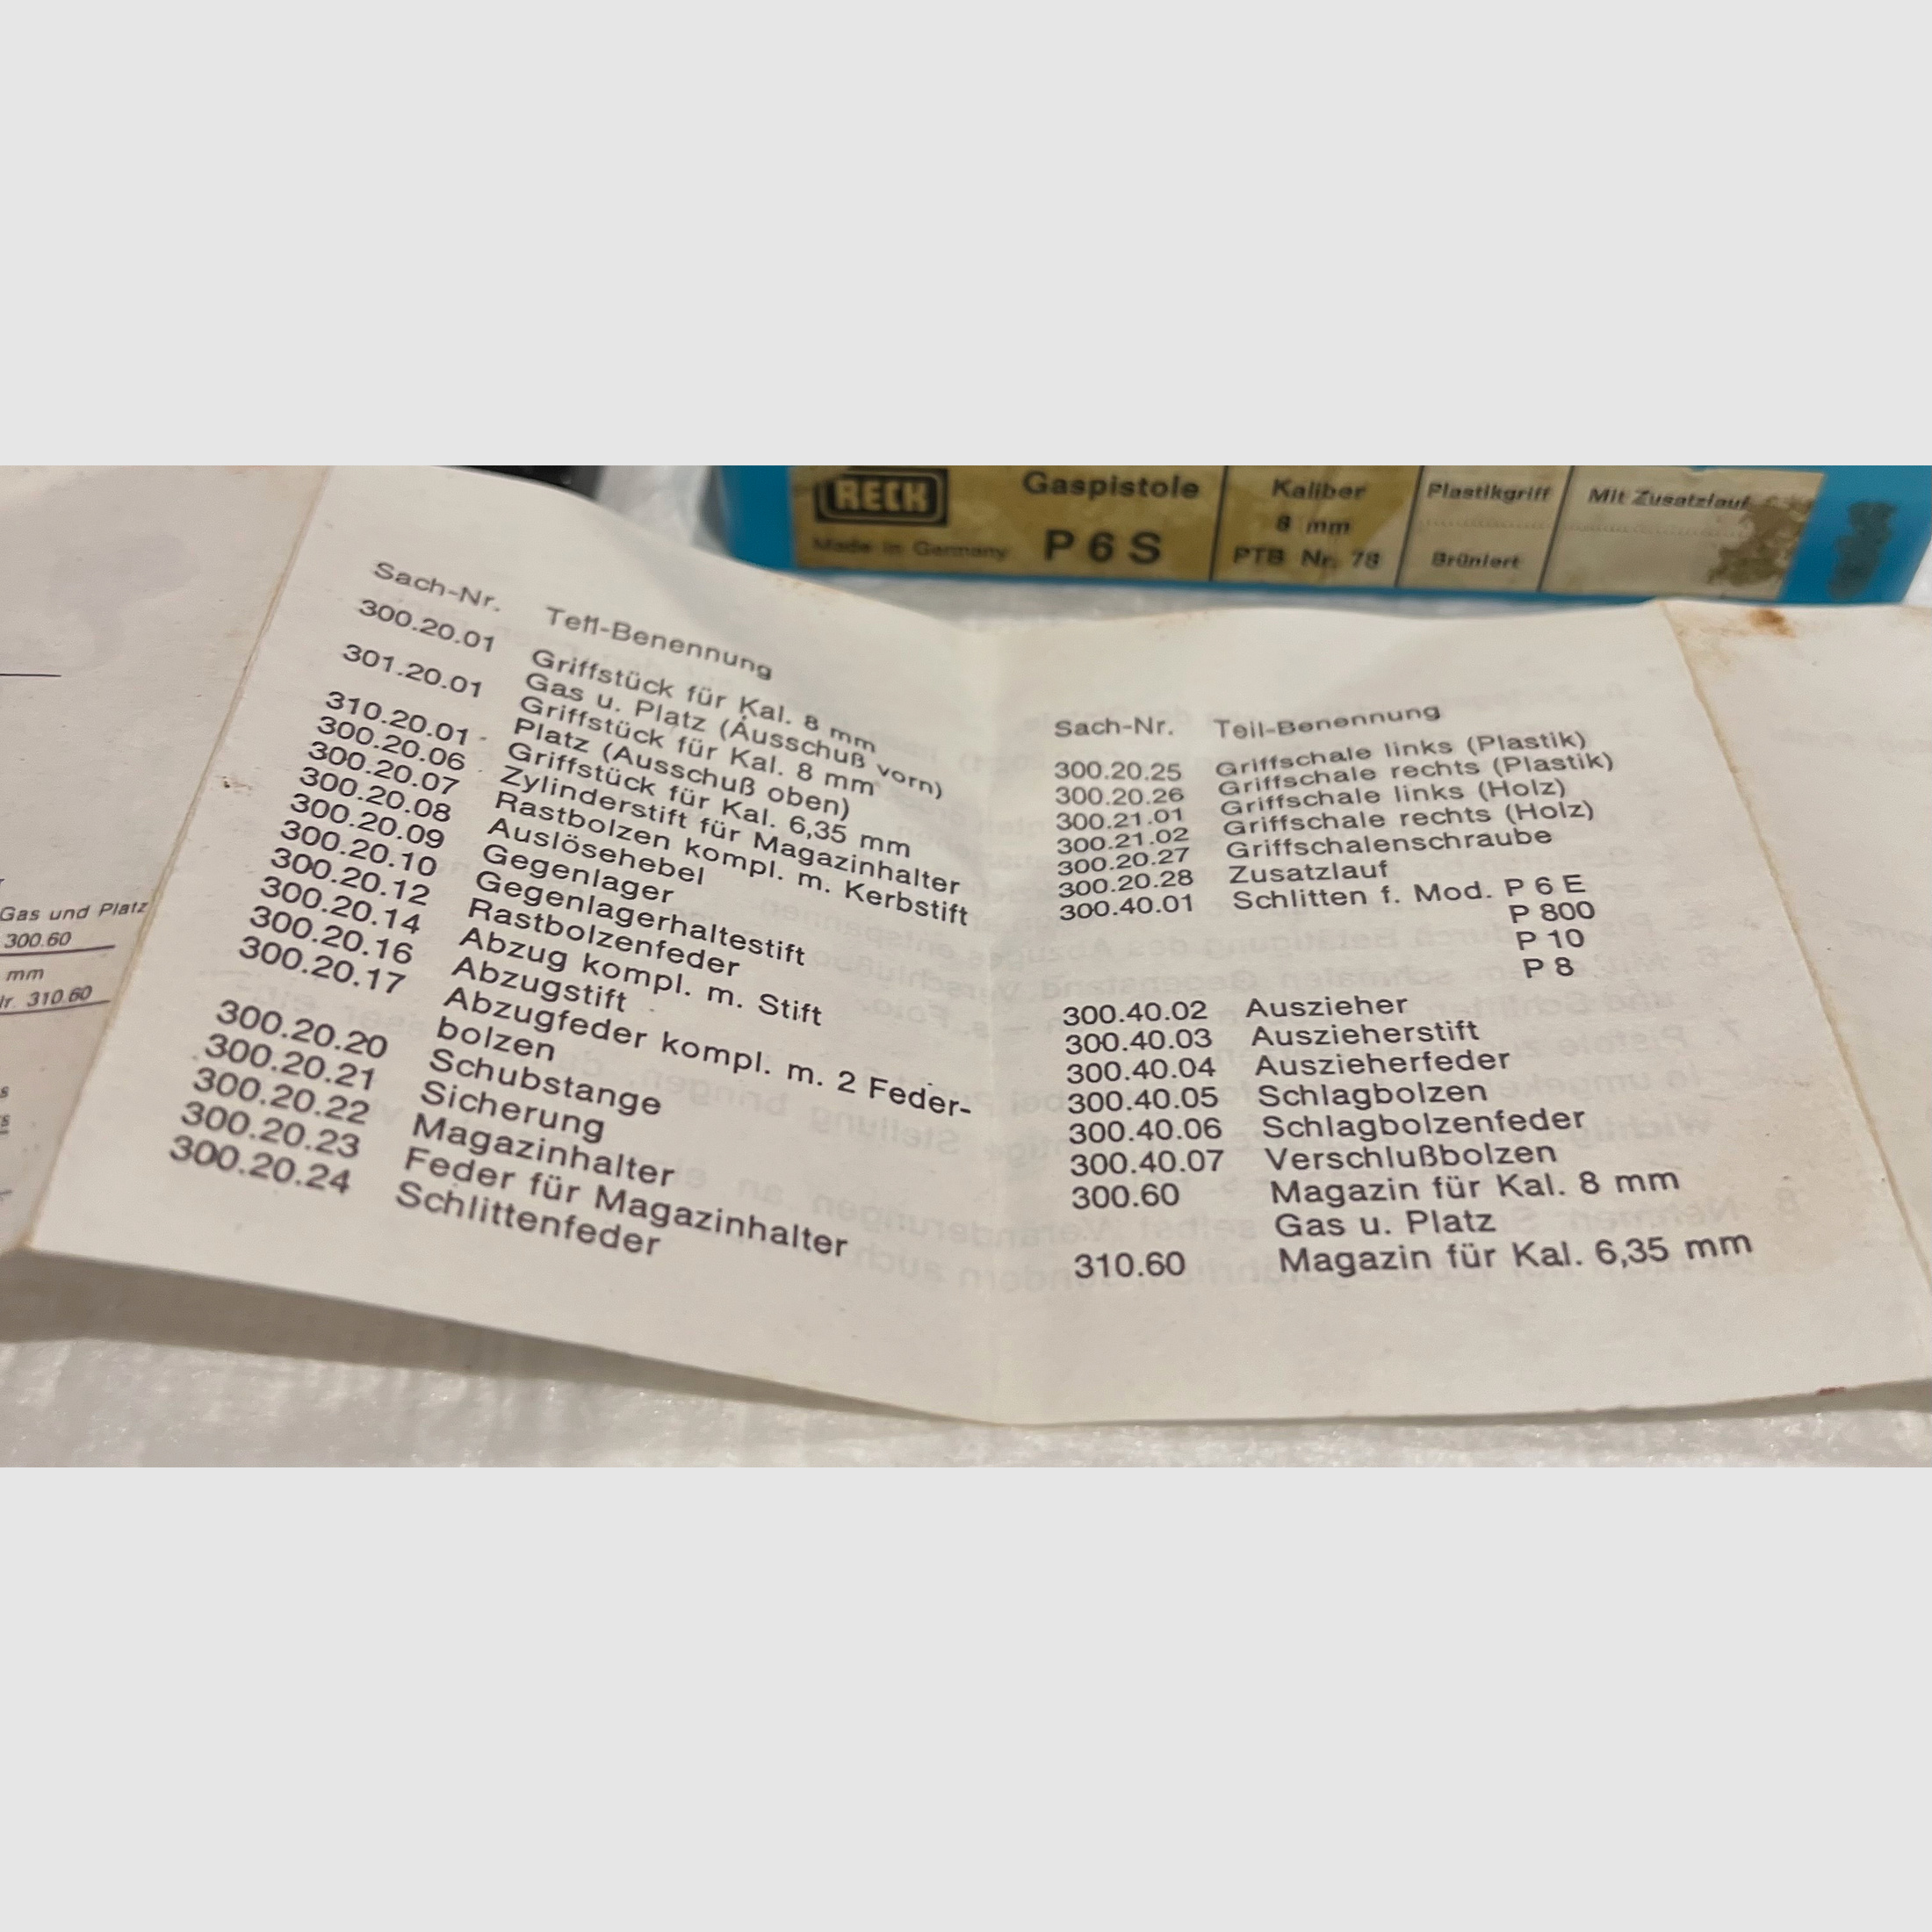 RECK
Made in Germany
Gaspistole
P 6 S
Kaliber
8 mm
PTB Nr. 78
Plastikgriff
Brüniert
Mit Zusatzlauf
Gas und Platz
300.60
mm
310.60
Sach-Nr. Teil-Benennung
300.20.01 Griffstück für Kal. 8 mm
Gas u. Platz (Ausschuß vorn)
301.20.01 Griffstück für Kal. 8 mm
Platz (Ausschuß oben)
310.20.01 Griffstück für Kal. 6,35 mm
300.20.06 Zylinderstift für Magazinhalter
300.20.07 Rastbolzen kompl. m. Kerbstift
300.20.08 Auslösehebel
300.20.09 Gegenlager
300.20.10 Gegenlagerhaltestift
300.20.12 Rastbolzenfeder
300.20.14 Abzug kompl. m. Stift
300.20.16 Abzugstift
300.20.17 Abzugfeder kompl. m. 2 Feder-
bolzen
300.20.20 Schubstange
300.20.21 Sicherung
300.20.22 Magazinhalter
300.20.23 Feder für Magazinhalter
300.20.24 Schlittenfeder
Sach-Nr. Teil-Benennung
300.20.25 Griffschale links (Plastik)
300.20.26 Griffschale rechts (Plastik)
300.21.01 Griffschale links (Holz)
300.21.02 Griffschale rechts (Holz)
300.20.27 Griffschalenschraube
300.20.28 Zusatzlauf
300.40.01 Schlitten f. Mod. P 6 E
P 800
P 10
P 8
300.40.02 Auszieher
300.40.03 Auszieherstift
300.40.04 Auszieherfeder
300.40.05 Schlagbolzen
300.40.06 Schlagbolzenfeder
300.40.07 Verschlußbolzen
300.60 Magazin für Kal. 8 mm
Gas u. Platz
310.60 Magazin für Kal. 6,35 mm